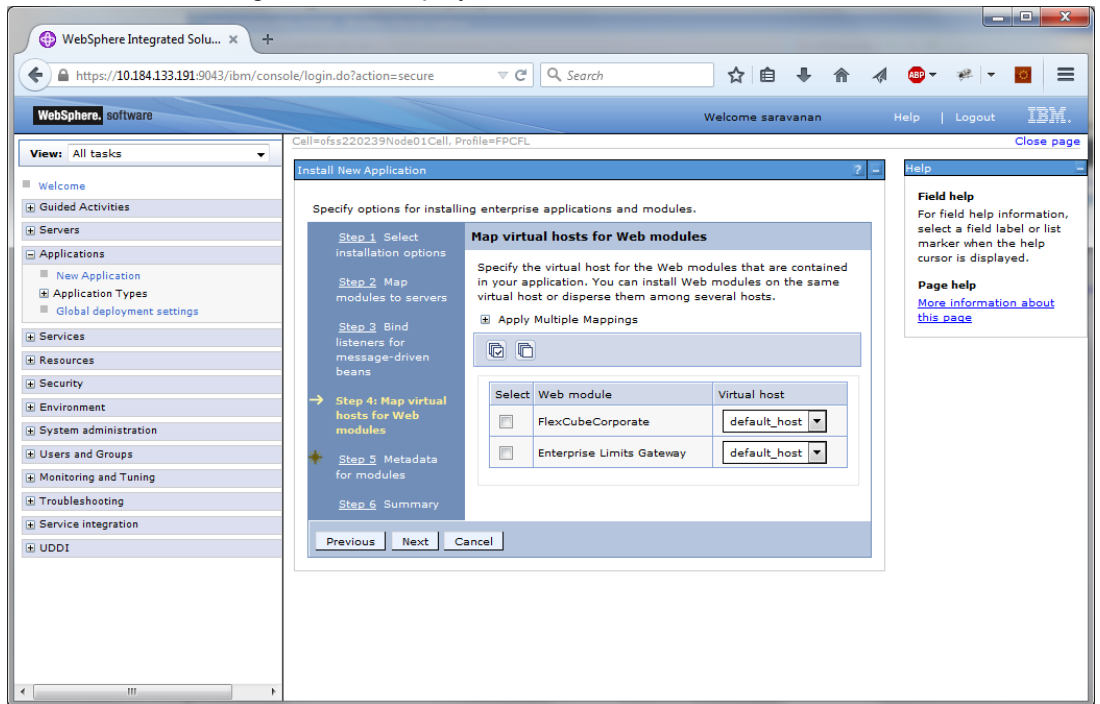 WebSphere Integrated Solu... × +
https://10.184.133.191:9043/ibm/console/login.do?action=secure
Search
ABP
WebSphere. software
Welcome saravanan
Help | Logout
IBM.
View: All tasks
Welcome
Guided Activities
Servers
Applications
New Application
Application Types
Global deployment settings
Services
Resources
Security
Environment
System administration
Users and Groups
Monitoring and Tuning
Troubleshooting
Service integration
UDDI
Cell=ofss220239Node01Cell, Profile=FPCFL
Close page
Install New Application
? -
Specify options for installing enterprise applications and modules.
Step 1 Select
installation options
Step 2 Map
modules to servers
Step 3 Bind
listeners for
message-driven
beans
Step 4: Map virtual
hosts for Web
modules
Step 5 Metadata
for modules
Step 6 Summary
Map virtual hosts for Web modules
Specify the virtual host for the Web modules that are contained
in your application. You can install Web modules on the same
virtual host or disperse them among several hosts.
Apply Multiple Mappings
Select Web module Virtual host
FlexCubeCorporate default_host
Enterprise Limits Gateway default_host
Previous Next Cancel
Help
Field help
For field help information,
select a field label or list
marker when the help
cursor is displayed.
Page help
More information about
this page